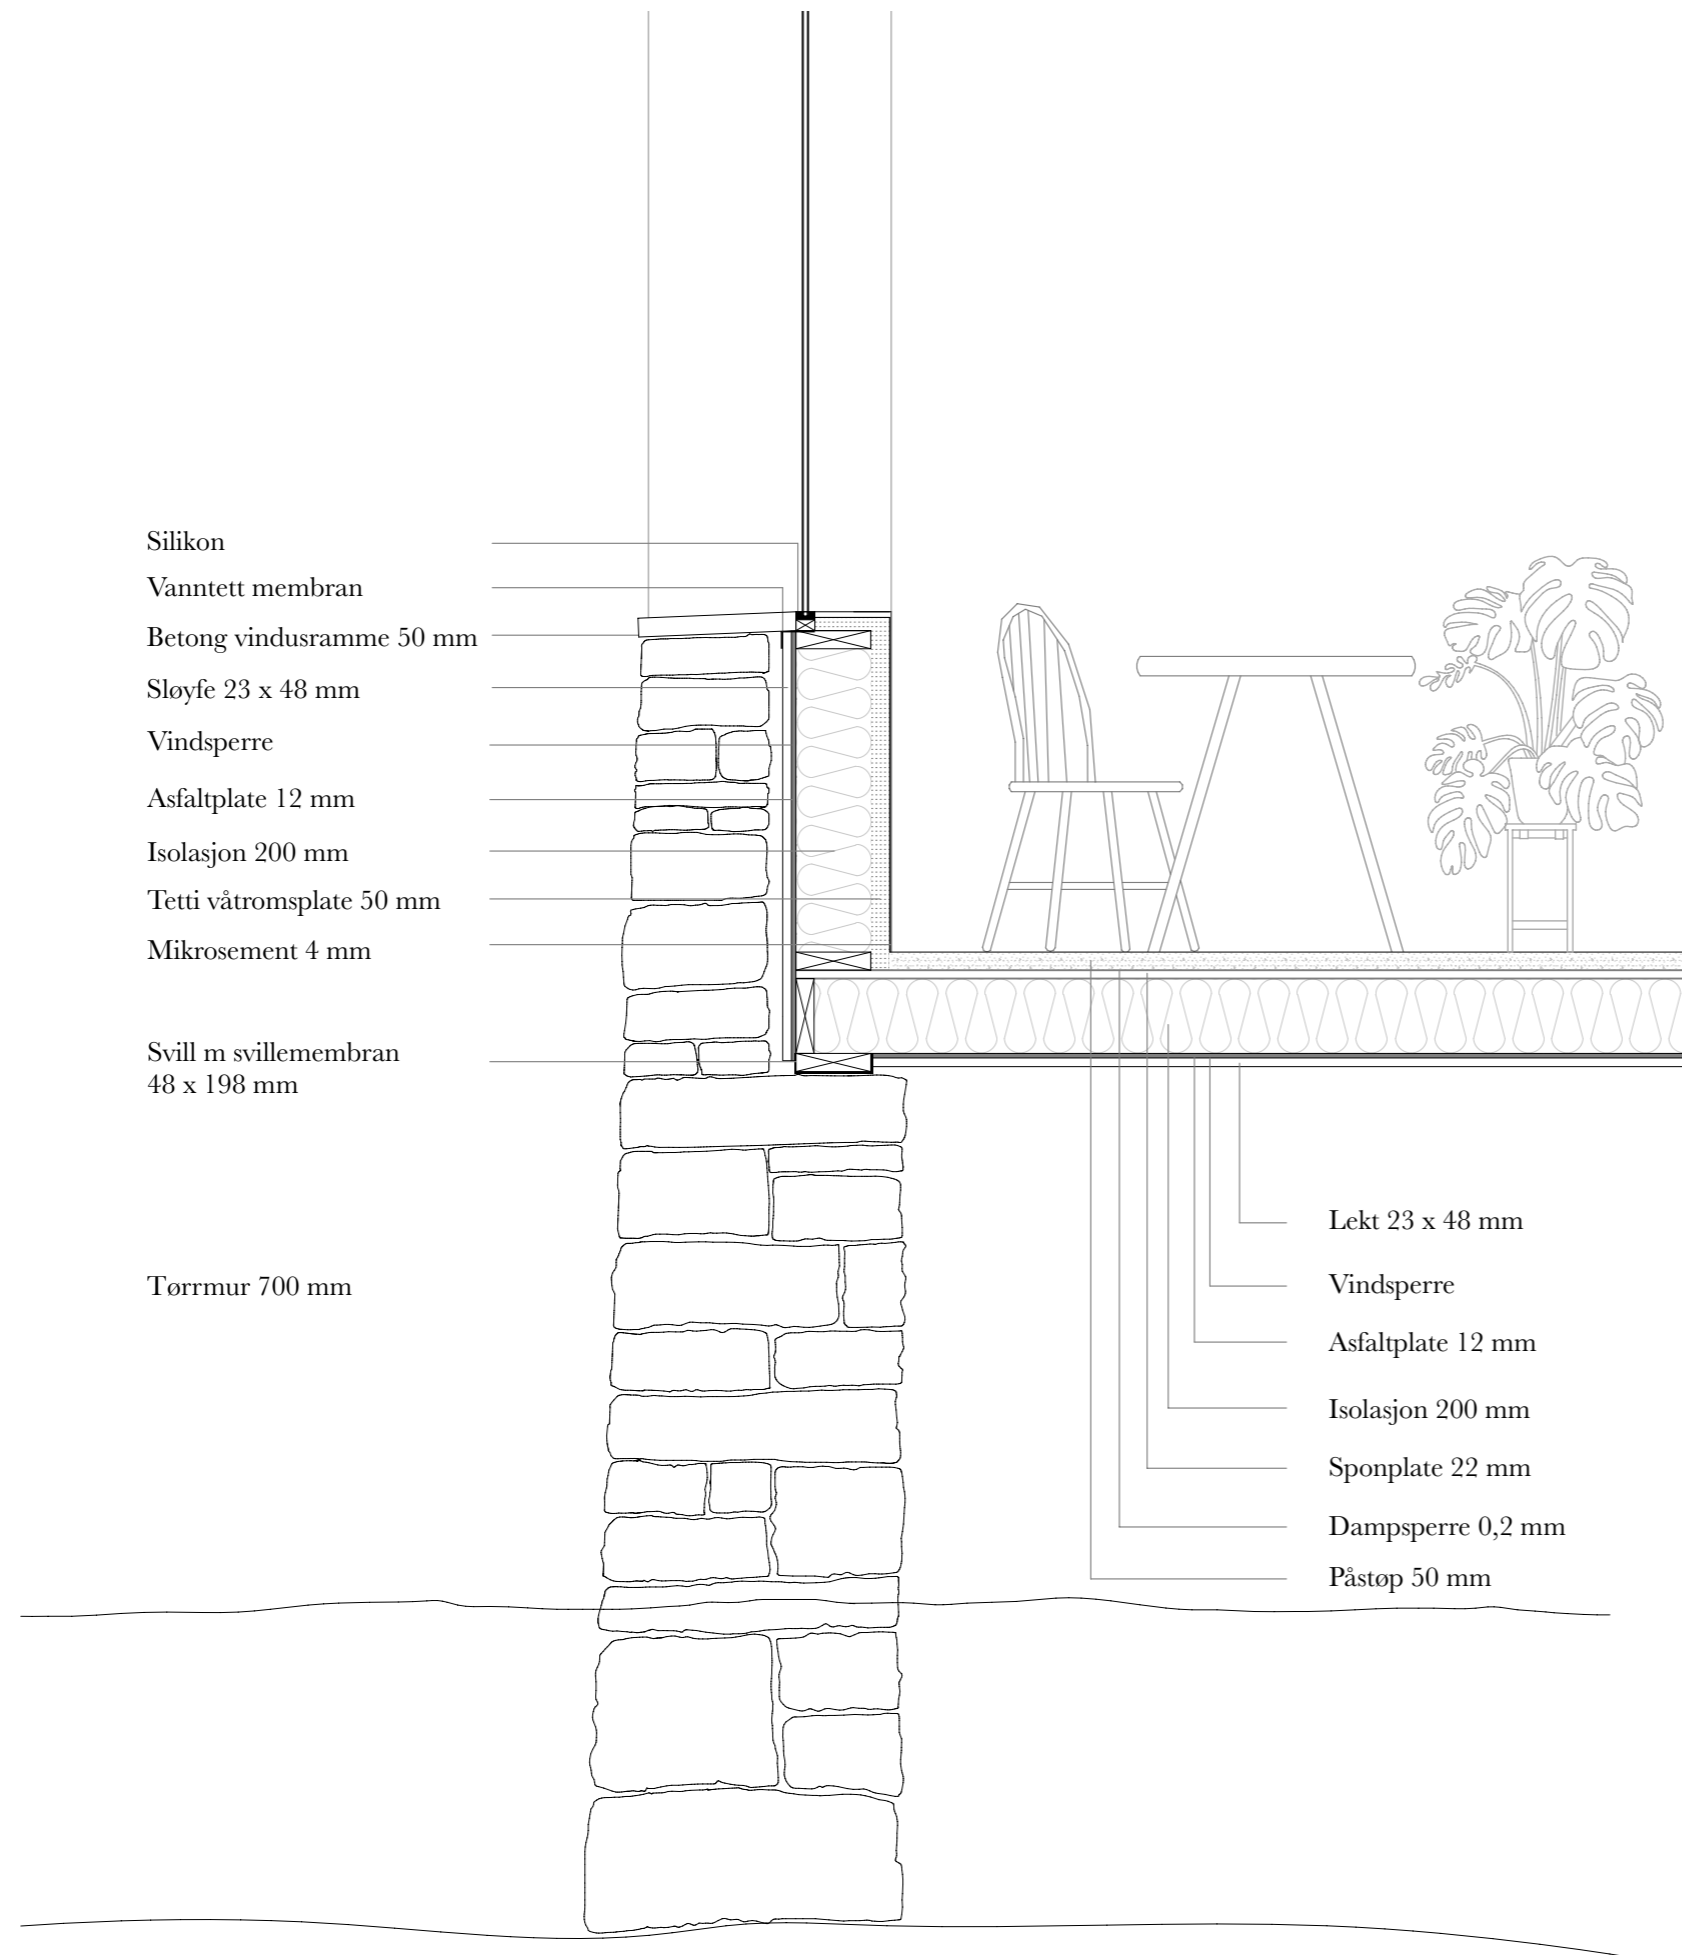 Silikon
Vanntett membran
Betong vindusramme 50 mm
Sløyfe 23 x 48 mm
Vindsperre
Asfaltplate 12 mm
Isolasjon 200 mm
Tetti våtromsplate 50 mm
Mikrosement 4 mm
Svill m svillemembran
48 x 198 mm
Tørrmur 700 mm
Lekt 23 x 48 mm
Vindsperre
Asfaltplate 12 mm
Isolasjon 200 mm
Sponplate 22 mm
Dampsperre 0,2 mm
Påstøp 50 mm